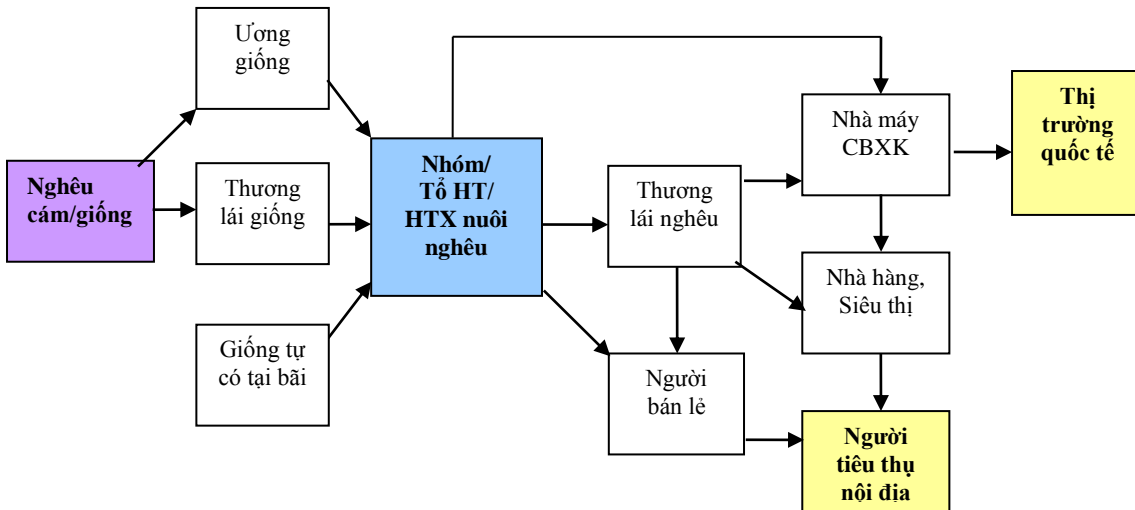 Ương
giống
Nghêu
cám/giống
Thương
lái giống
Giống tự
có tại bãi
Nhóm/
Tổ HT/
HTX nuôi
nghêu
Thương
lái nghêu
Người
bán lẻ
Nhà máy
CBXK
Nhà hàng,
Siêu thị
Người
tiêu thụ
nội địa
Thị
trường
quốc tế